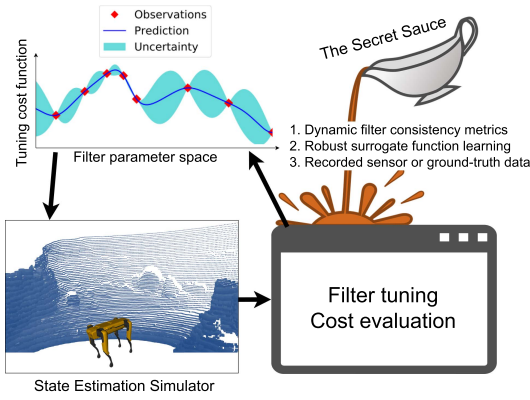 Observations
Prediction
Uncertainty
Tuning cost function
Filter parameter space
The Secret Sauce
1. Dynamic filter consistency metrics
2. Robust surrogate function learning
3. Recorded sensor or ground-truth data
Filter tuning
Cost evaluation
State Estimation Simulator